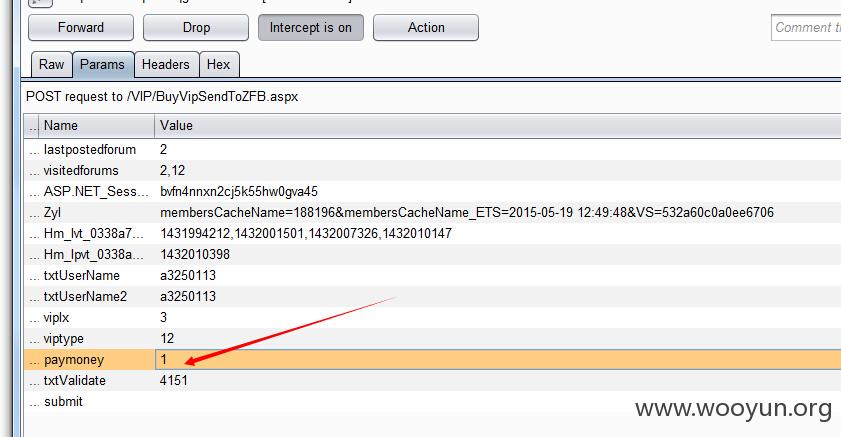 Forward Drop Intercept is on Action Comment th
Raw Params Headers Hex
POST request to /VIP/BuyVipSendToZFB.aspx
... Name Value
... lastpostedforum 2
... visitedforums 2,12
... ASP.NET_Sess... bvfn4nnxn2cj5k55hw0gva45
... Zyl membersCacheName=188196&membersCacheName_ETS=2015-05-19 12:49:48&VS=532a60c0a0ee6706
... Hm_lvt_0338a7... 1431994212,1432001501,1432007326,1432010147
... Hm_lpvt_0338a... 1432010398
... txtUserName a3250113
... txtUserName2 a3250113
... viplx 3
... viptype 12
... paymoney 1
... txtValidate 4151
... submit
www.wooyun.org